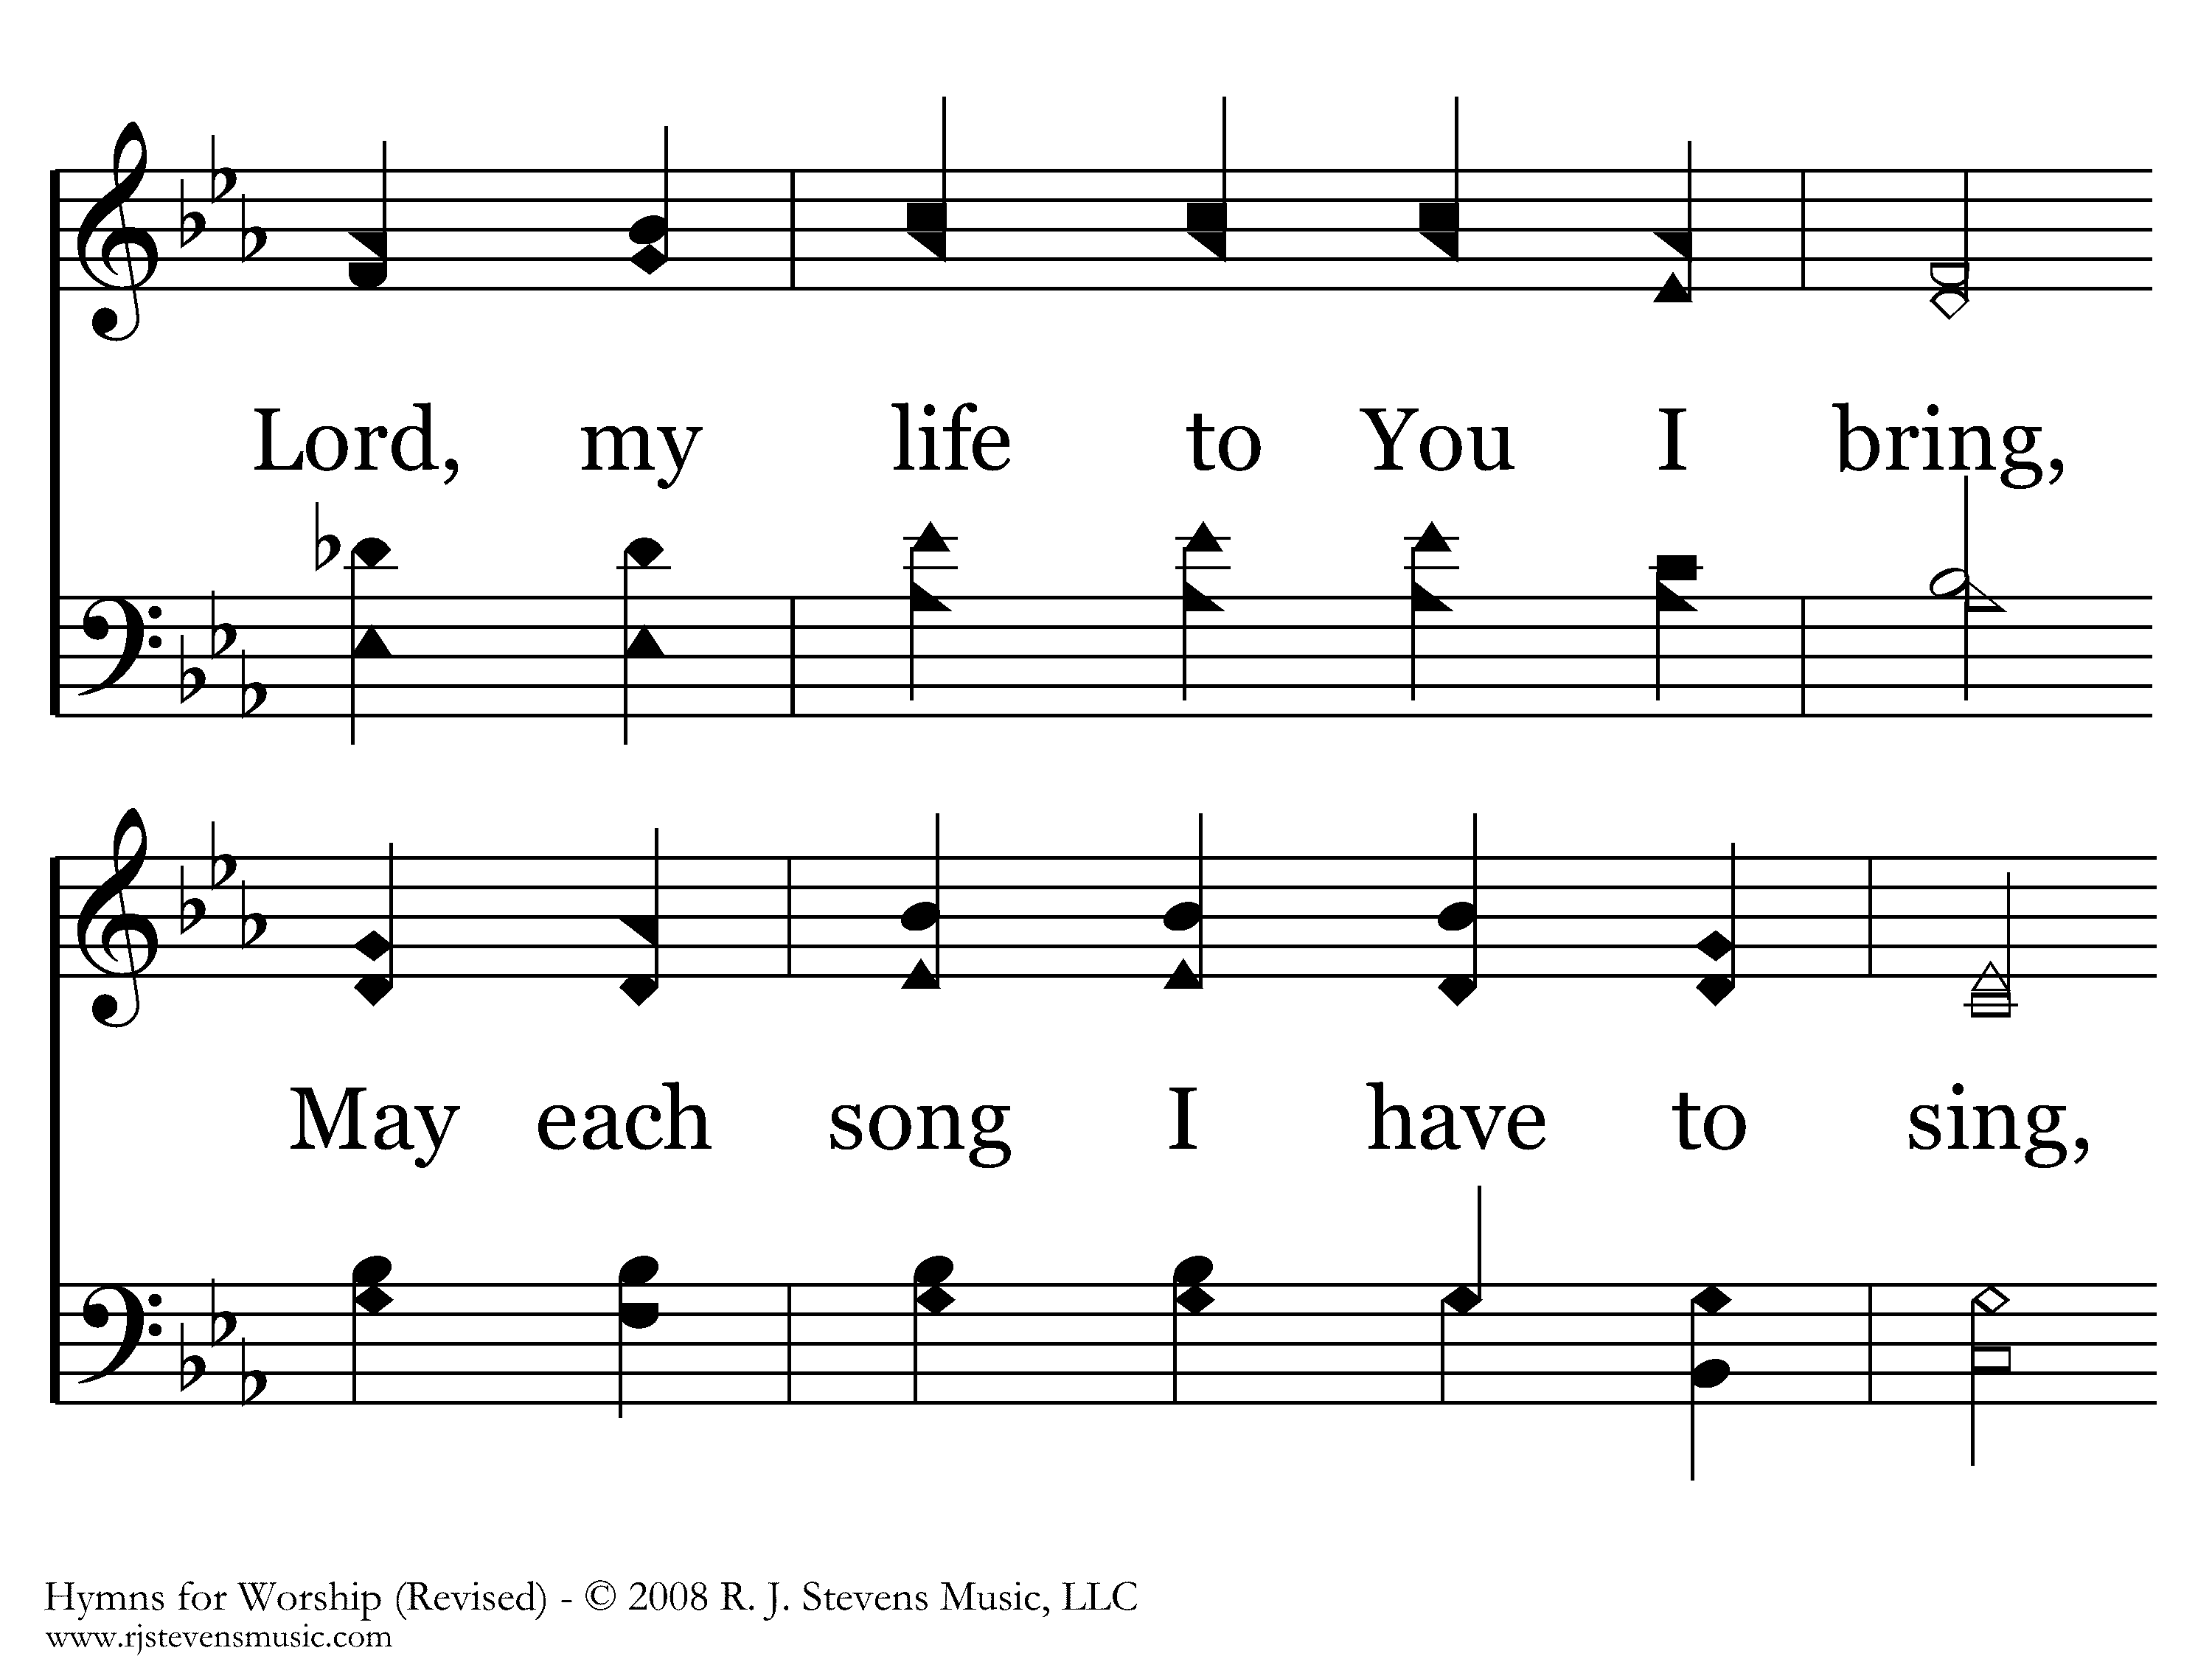 Lord, my life to You I bring,
May each song I have to sing,
Hymns for Worship (Revised) - © 2008 R. J. Stevens Music, LLC
www.rjstevensmusic.com